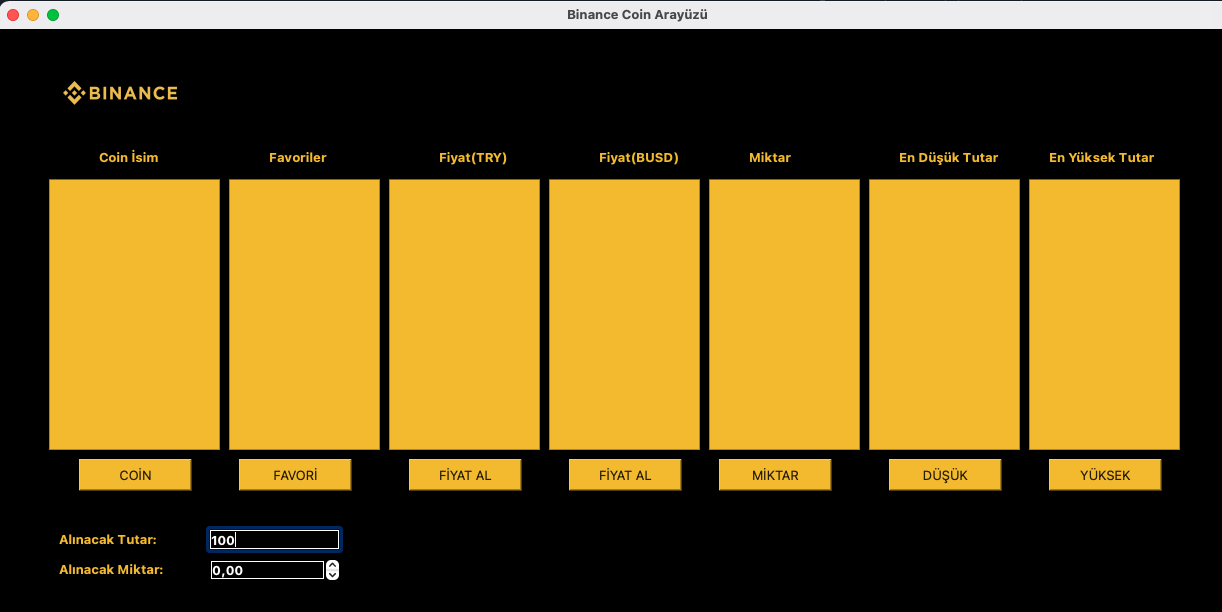 Binance Coin Arayüzü
BINANCE
Coin İsim Favoriler Fiyat(TRY) Fiyat(BUSD) Miktar En Düşük Tutar En Yüksek Tutar
COİN FAVORİ FİYAT AL FİYAT AL MİKTAR DÜŞÜK YÜKSEK
Alınacak Tutar: 100
Alınacak Miktar: 0,00